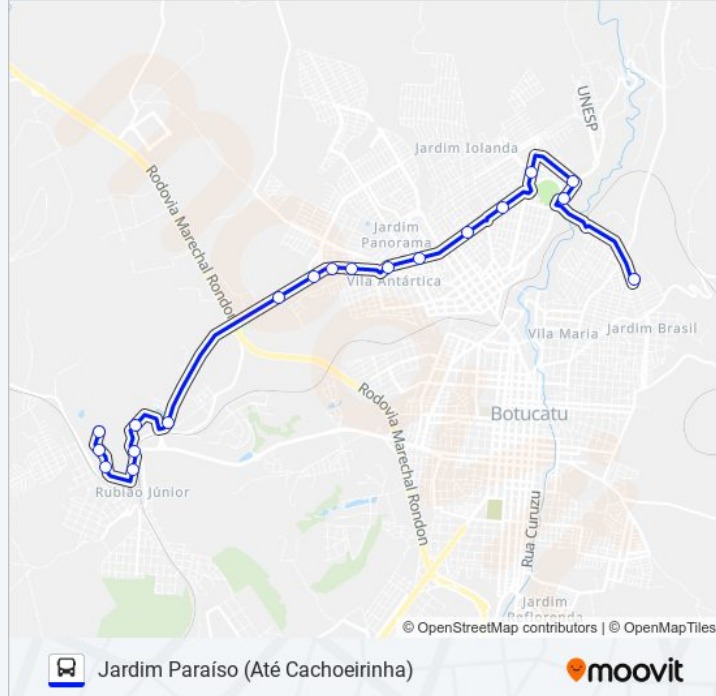 UNESP
Jardim Iolanda
Rodovia Marechal Rondon
Jardim
Panorama
Vila Antártica
Vila Maria
Jardim Brasil
Rodovia Marechal Rondon
Botucatu
Rubião Júnior
Rua Curuzu
Jardim
© OpenStreetMap contributors | © OpenMapTiles
Jardim Paraíso (Até Cachoeirinha)
moovit